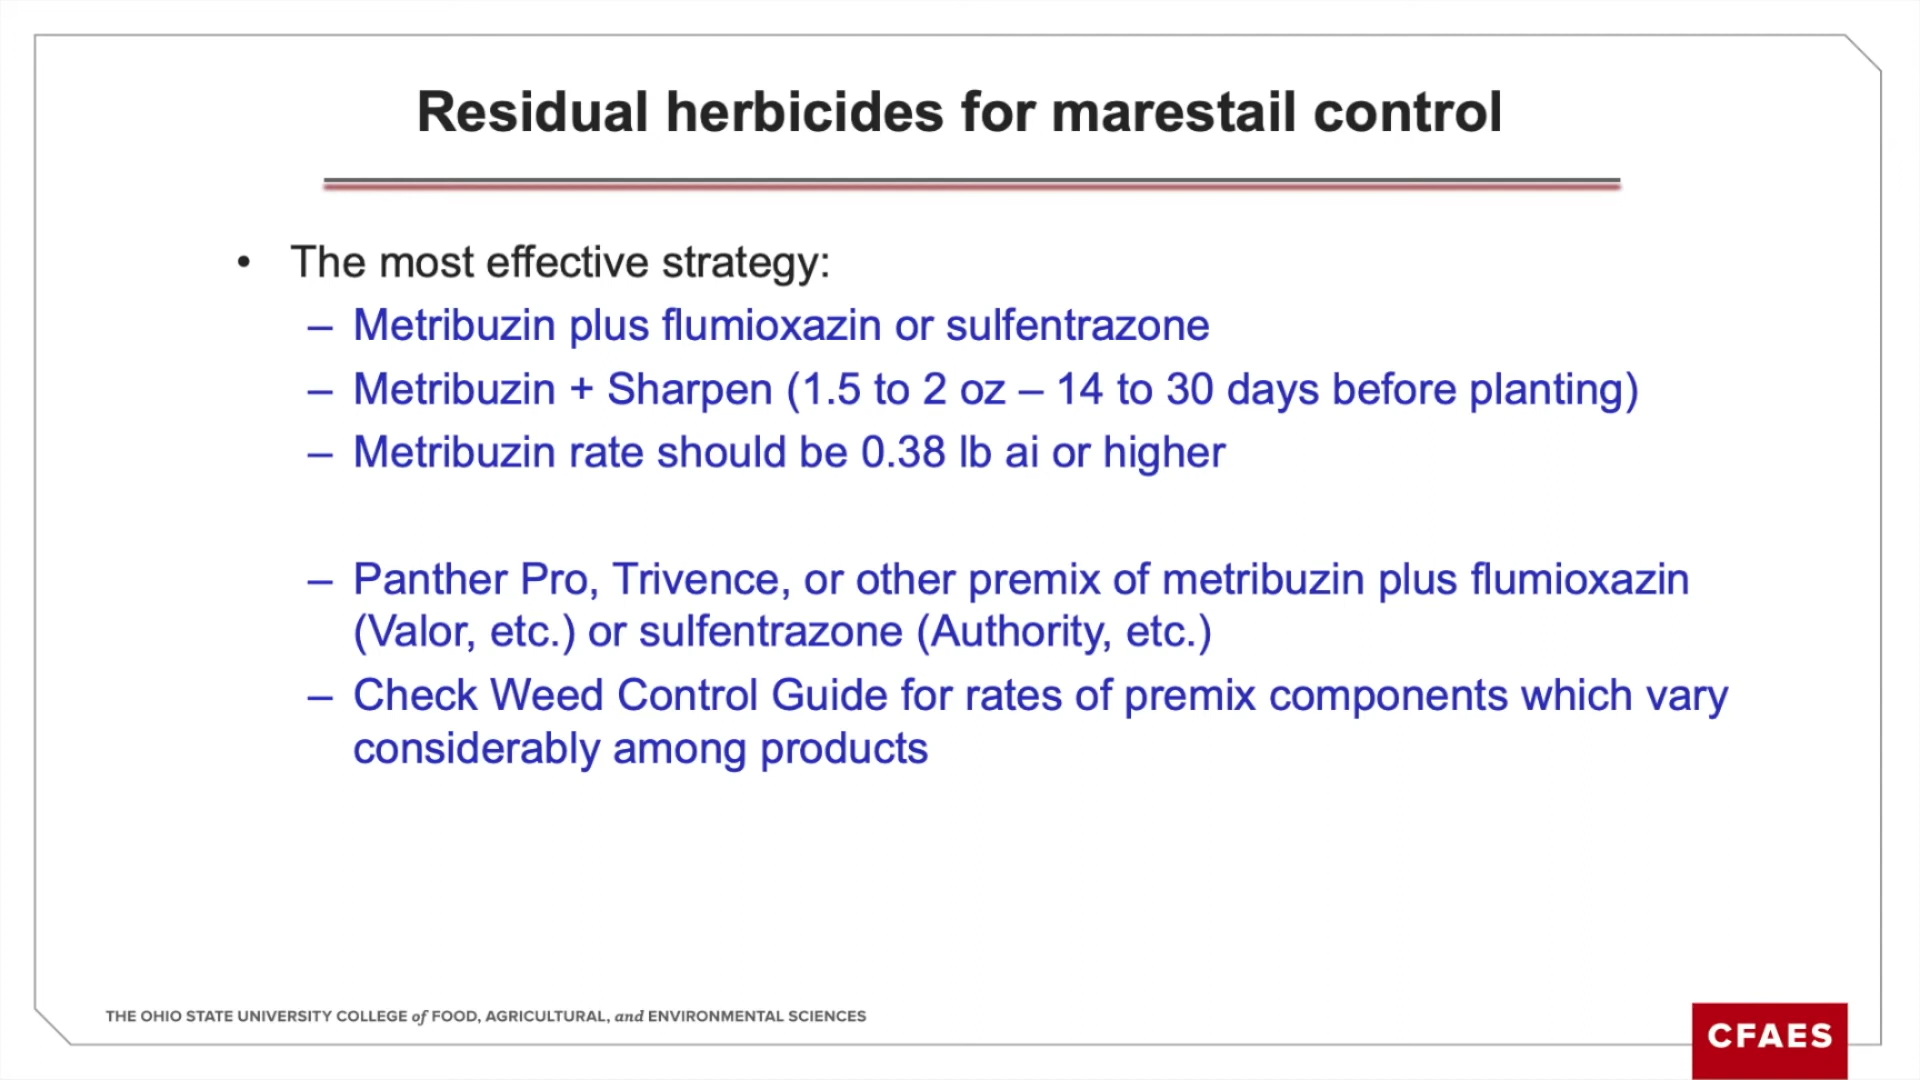 Residual herbicides for marestail control
• The most effective strategy:
– Metribuzin plus flumioxazin or sulfentrazone
– Metribuzin + Sharpen (1.5 to 2 oz – 14 to 30 days before planting)
– Metribuzin rate should be 0.38 lb ai or higher
– Panther Pro, Trivence, or other premix of metribuzin plus flumioxazin
(Valor, etc.) or sulfentrazone (Authority, etc.)
– Check Weed Control Guide for rates of premix components which vary
considerably among products
THE OHIO STATE UNIVERSITY COLLEGE of FOOD, AGRICULTURAL, and ENVIRONMENTAL SCIENCES
CFAES